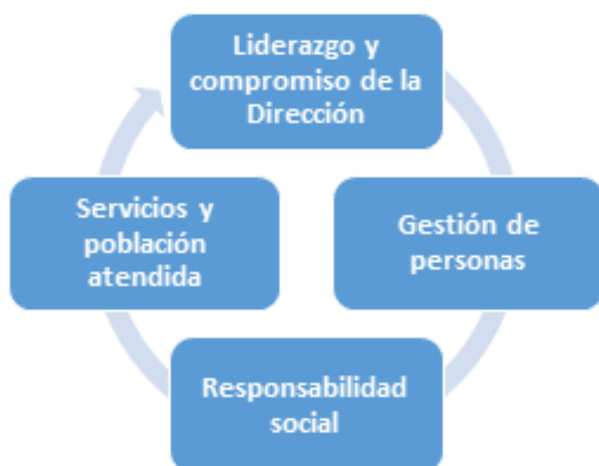 Liderazgo y
compromiso de la
Dirección
Servicios y
población
atendida
Gestión de
personas
Responsabilidad
social